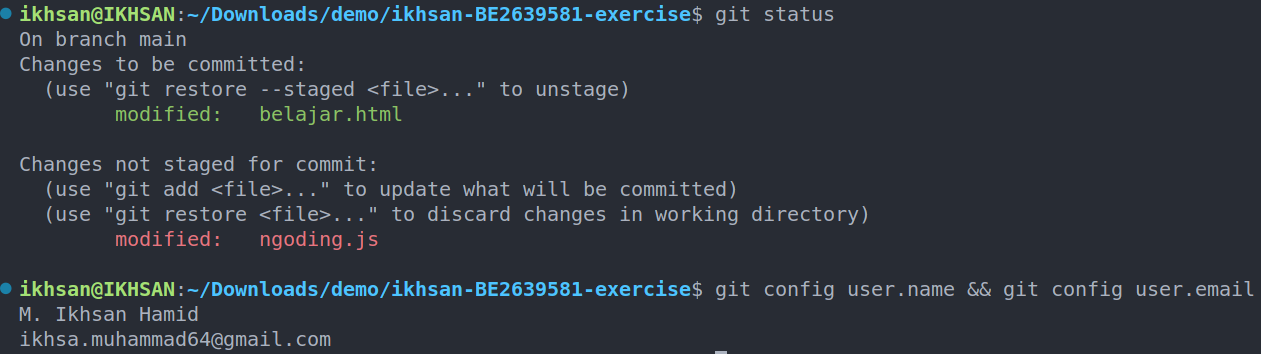 ikhsan@IKHSAN:~/Downloads/demo/ikhsan-BE2639581-exercise$ git status
On branch main
Changes to be committed:
  (use "git restore --staged <file>..." to unstage)
        modified:   belajar.html

Changes not staged for commit:
  (use "git add <file>..." to update what will be committed)
  (use "git restore <file>..." to discard changes in working directory)
        modified:   ngoding.js

ikhsan@IKHSAN:~/Downloads/demo/ikhsan-BE2639581-exercise$ git config user.name && git config user.email
M. Ikhsan Hamid
ikhsa.muhammad64@gmail.com